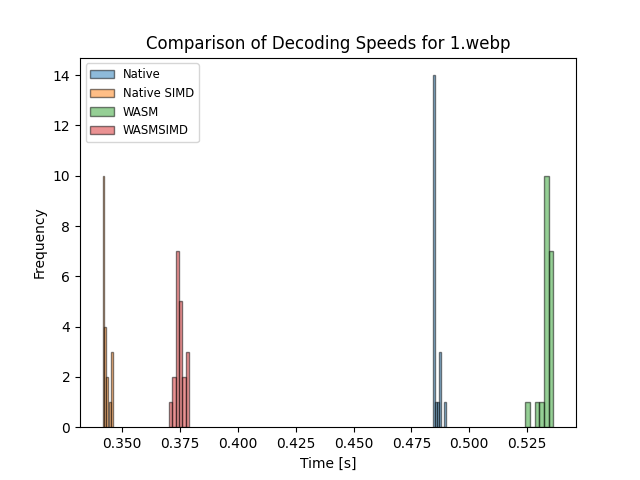 Comparison of Decoding Speeds for 1.webp
Native
Native SIMD
WASM
WASMSIMD
14
12
10
8
6
4
2
0
Frequency
0.350 0.375 0.400 0.425 0.450 0.475 0.500 0.525
Time [s]